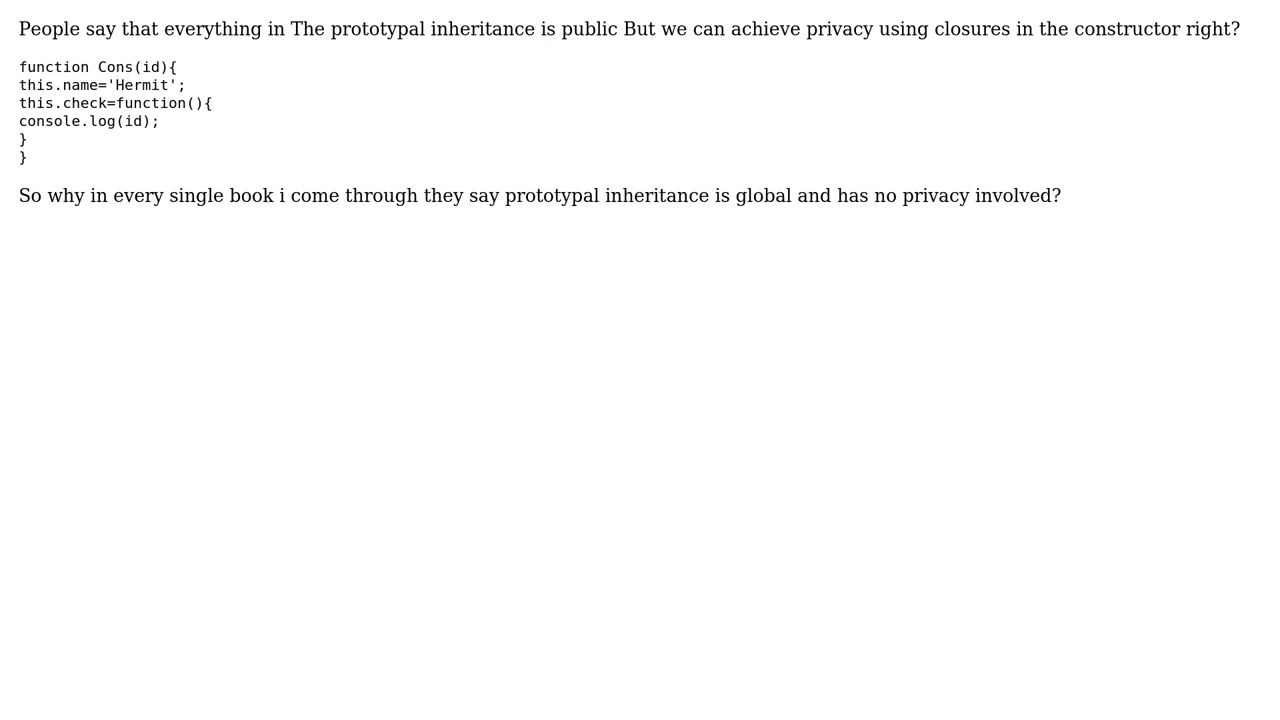 People say that everything in The prototypal inheritance is public But we can achieve privacy using closures in the constructor right?
function Cons(id){
this.name='Hermit';
this.check=function(){
console.log(id);
}
}
So why in every single book i come through they say prototypal inheritance is global and has no privacy involved?